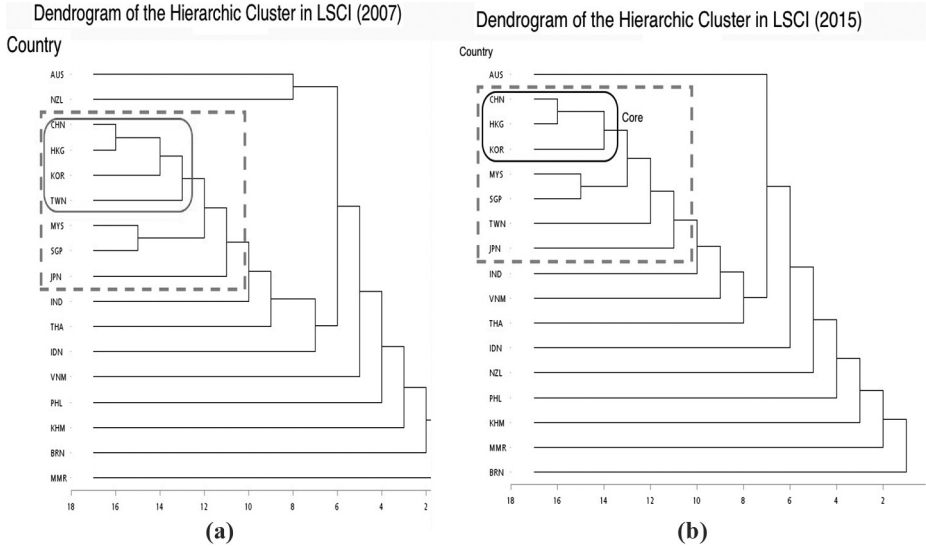 Dendrogram of the Hierarchic Cluster in LSCI (2007)
Country
AUS
NZL
CHN
HKG
KOR
TWN
MYS
SGP
JPN
IND
THA
IDN
VNM
PHL
KHM
BRN
MMR
18 16 14 12 10 8 6 4 2
(a)
Dendrogram of the Hierarchic Cluster in LSCI (2015)
Country
AUS
CHN
Core
HKG
KOR
MYS
SGP
TWN
JPN
IND
VNM
THA
IDN
NZL
PHL
KHM
MMR
BRN
18 16 14 12 10 8 6 4 2
(b)